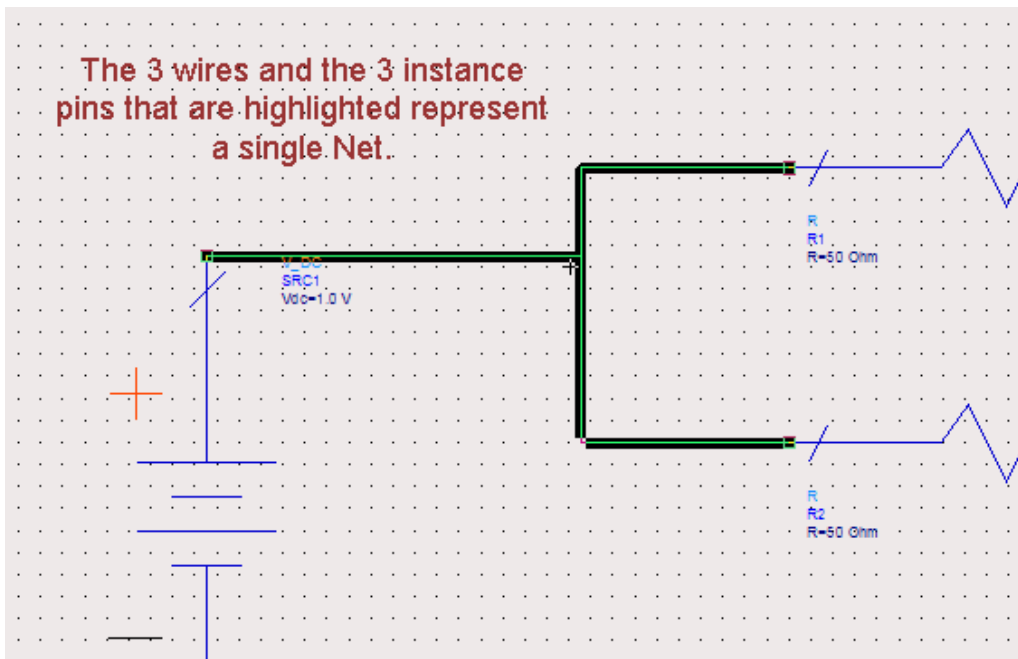 The 3 wires and the 3 instance
pins that are highlighted represent
a single Net.
V_DC
SRC1
Vdc=1.0 V
R
R1
R=50 Ohm
R
R2
R=50 Ohm